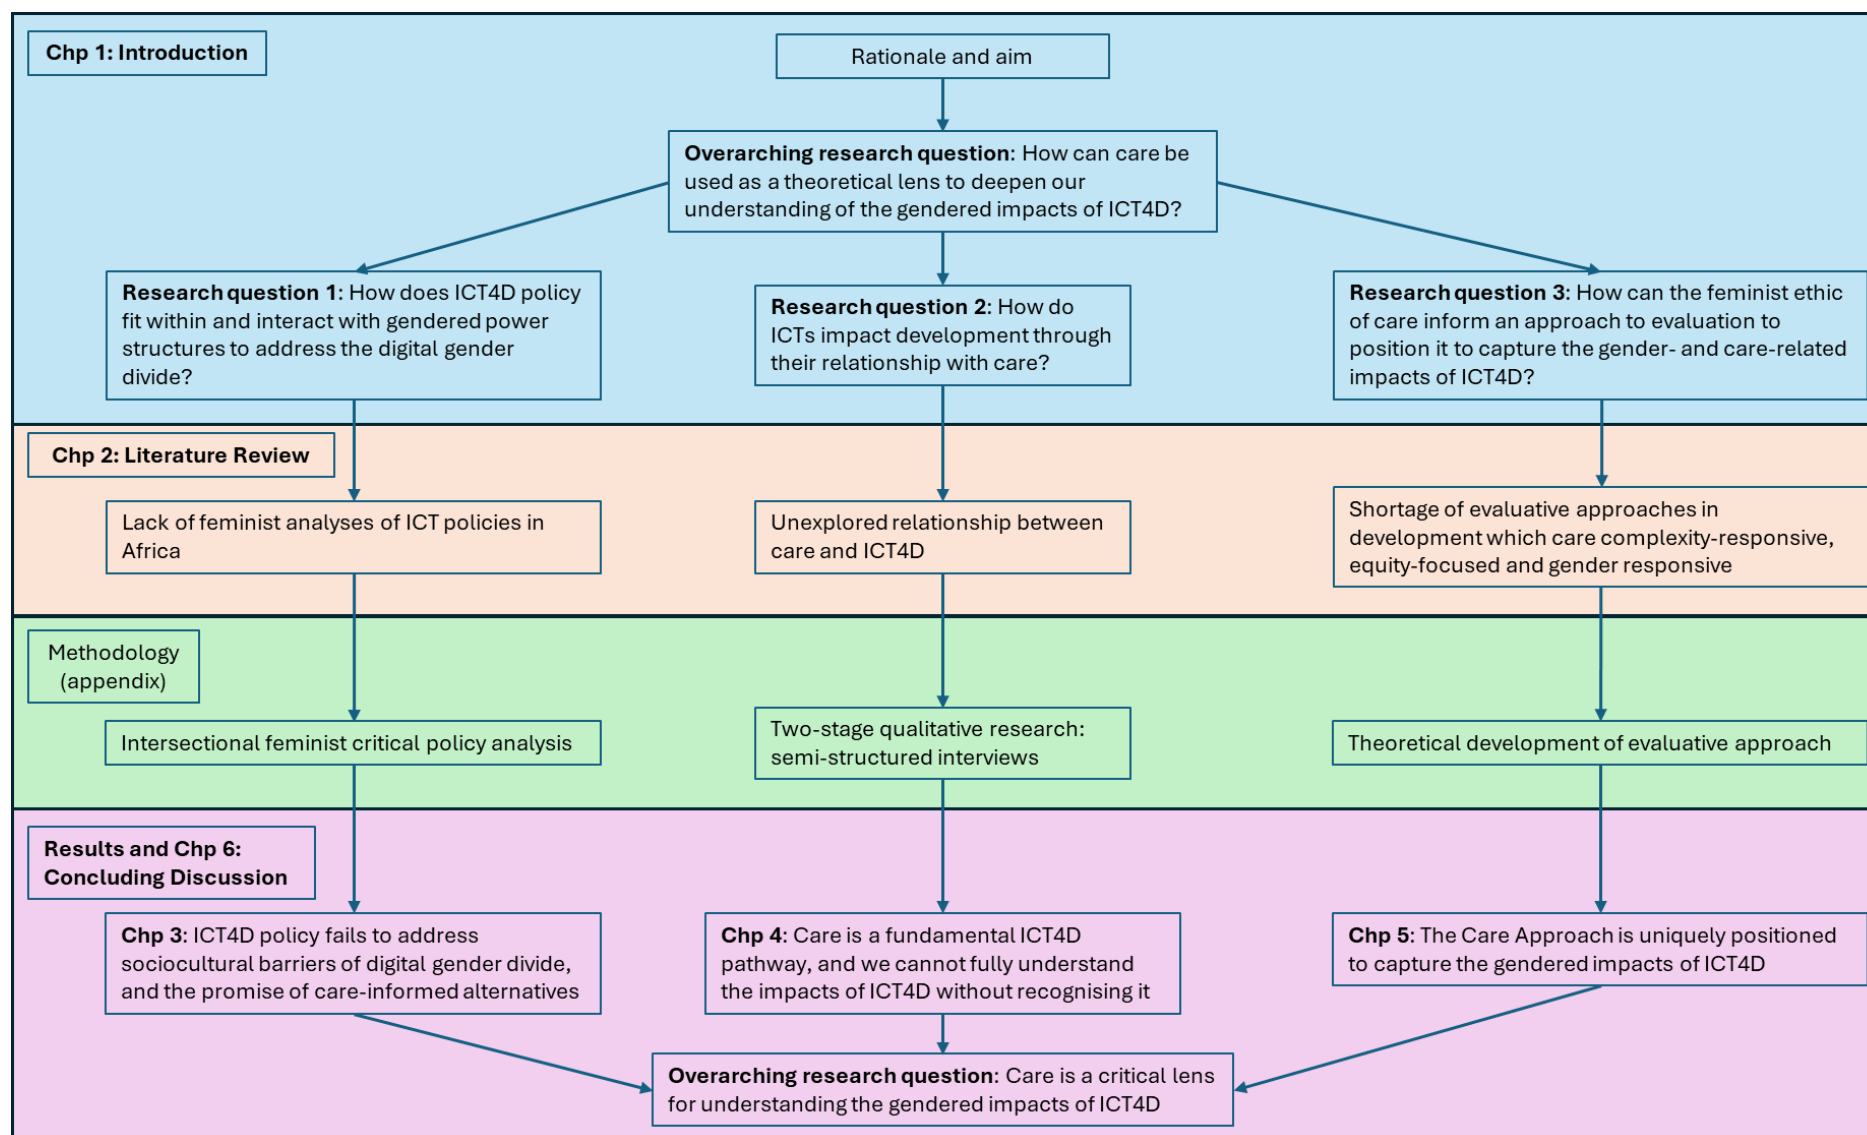 Chp 1: Introduction
Rationale and aim
Overarching research question: How can care be
used as a theoretical lens to deepen our
understanding of the gendered impacts of ICT4D?
Research question 1: How does ICT4D policy
fit within and interact with gendered power
structures to address the digital gender
divide?
Research question 2: How do
ICTs impact development through
their relationship with care?
Research question 3: How can the feminist ethic
of care inform an approach to evaluation to
position it to capture the gender- and care-related
impacts of ICT4D?
Chp 2: Literature Review
Lack of feminist analyses of ICT policies in
Africa
Unexplored relationship between
care and ICT4D
Shortage of evaluative approaches in
development which care complexity-responsive,
equity-focused and gender responsive
Methodology
(appendix)
Intersectional feminist critical policy analysis
Two-stage qualitative research:
semi-structured interviews
Theoretical development of evaluative approach
Results and Chp 6:
Concluding Discussion
Chp 3: ICT4D policy fails to address
sociocultural barriers of digital gender divide,
and the promise of care-informed alternatives
Chp 4: Care is a fundamental ICT4D
pathway, and we cannot fully understand
the impacts of ICT4D without recognising it
Chp 5: The Care Approach is uniquely positioned
to capture the gendered impacts of ICT4D
Overarching research question: Care is a critical lens
for understanding the gendered impacts of ICT4D